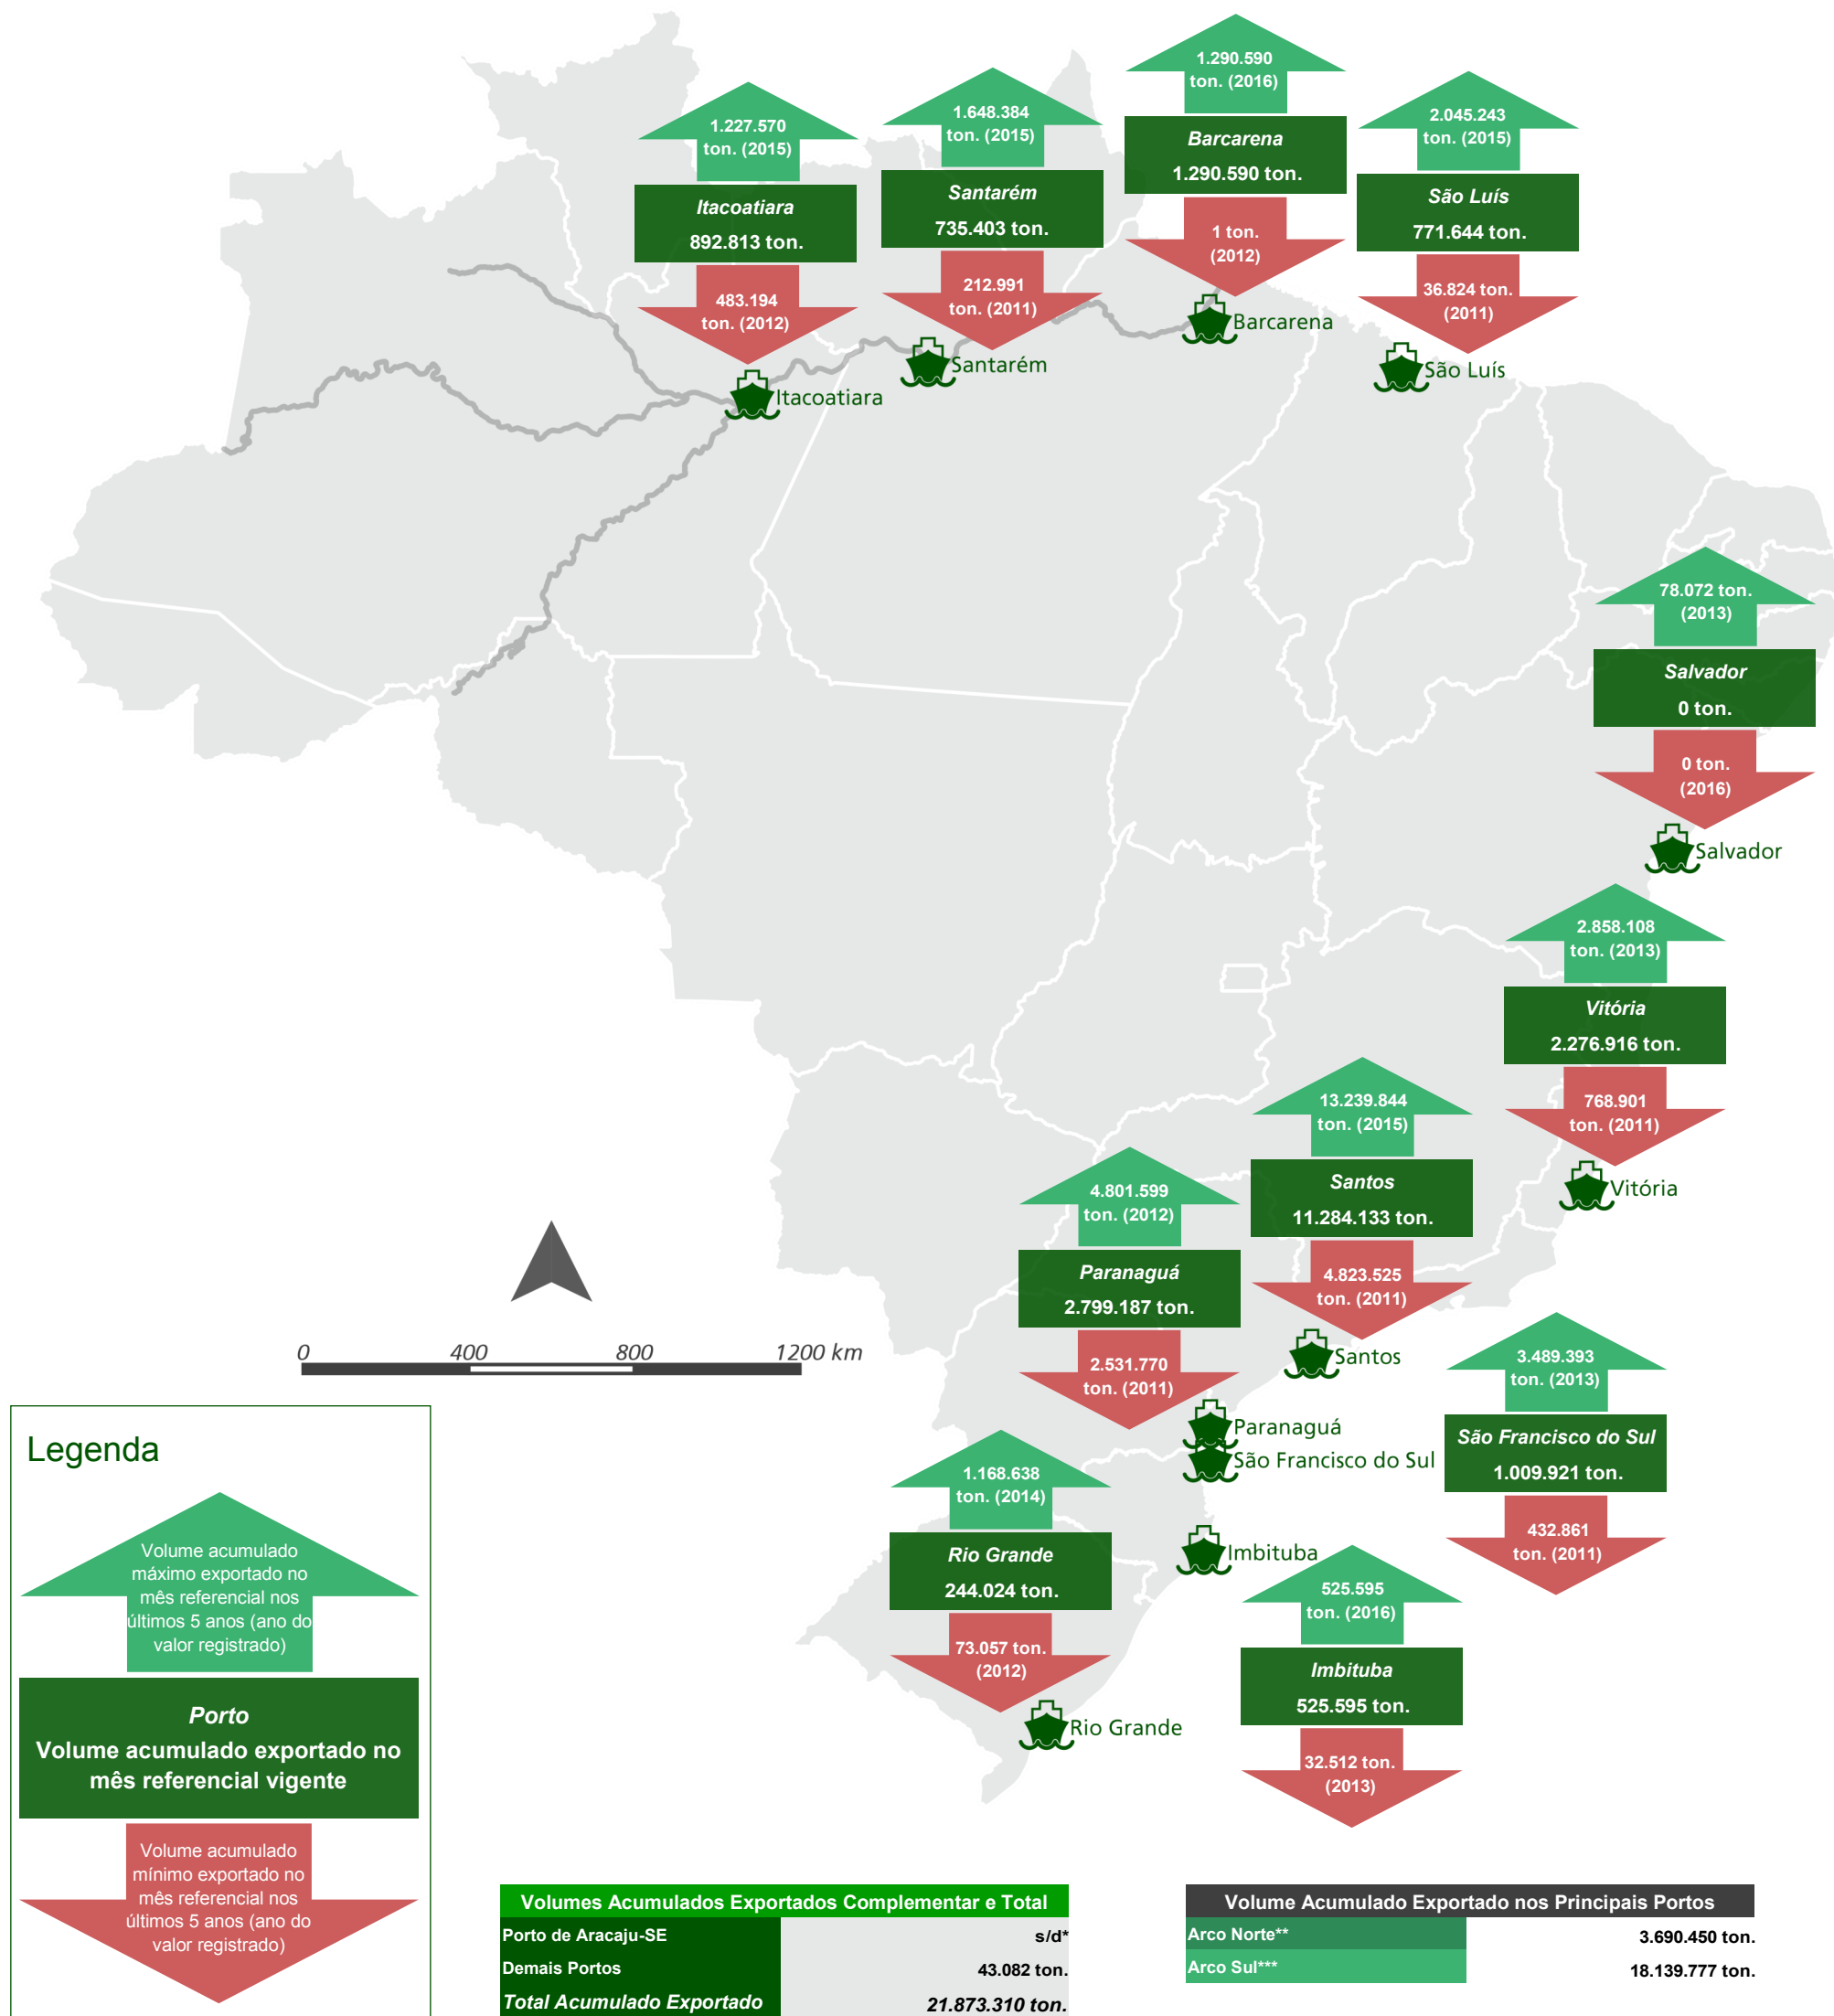 1.290.590
ton. (2016)
Barcarena
1.290.590 ton.
1 ton.
(2012)
1.648.384
ton. (2015)
Santarém
735.403 ton.
212.991
ton. (2011)
2.045.243
ton. (2015)
São Luís
771.644 ton.
36.824 ton.
(2011)
1.227.570
ton. (2015)
Itacoatiara
892.813 ton.
483.194
ton. (2012)
Barcarena
Santarém
São Luís
Itacoatiara
78.072 ton.
(2013)
Salvador
0 ton.
0 ton.
(2016)
Salvador
2.858.108
ton. (2013)
Vitória
2.276.916 ton.
768.901
ton. (2011)
Vitória
13.239.844
ton. (2015)
Santos
11.284.133 ton.
4.823.525
ton. (2011)
Santos
4.801.599
ton. (2012)
Paranaguá
2.799.187 ton.
2.531.770
ton. (2011)
Paranaguá
São Francisco do Sul
3.489.393
ton. (2013)
São Francisco do Sul
1.009.921 ton.
432.861
ton. (2011)
1.168.638
ton. (2014)
Rio Grande
244.024 ton.
73.057 ton.
(2012)
Rio Grande
Imbituba
525.595
ton. (2016)
Imbituba
525.595 ton.
32.512 ton.
(2013)
0 400 800 1200 km
Legenda
Volume acumulado
máximo exportado no
mês referencial nos
últimos 5 anos (ano do
valor registrado)
Porto
Volume acumulado exportado no
mês referencial vigente
Volume acumulado
mínimo exportado no
mês referencial nos
últimos 5 anos (ano do
valor registrado)
Volumes Acumulados Exportados Complementar e Total
Porto de Aracaju-SE s/d*
Demais Portos 43.082 ton.
Total Acumulado Exportado 21.873.310 ton.
Volume Acumulado Exportado nos Principais Portos
Arco Norte** 3.690.450 ton.
Arco Sul*** 18.139.777 ton.